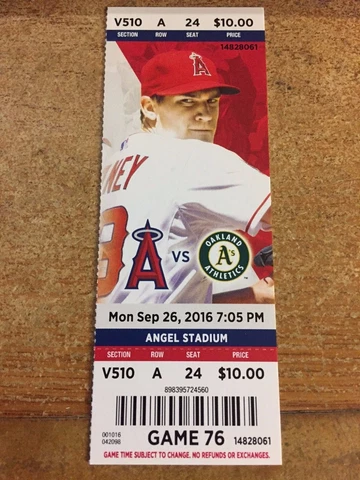 V510 A 24 $10.00
SECTION ROW SEAT PRICE
14828061
A
NEY
A VS OAKLAND A's ATHLETICS
Mon Sep 26, 2016 7:05 PM
ANGEL STADIUM
SECTION ROW SEAT PRICE
V510 A 24 $10.00
898395724560
001016
042098
GAME 76 14828061
GAME TIME SUBJECT TO CHANGE. NO REFUNDS OR EXCHANGES.